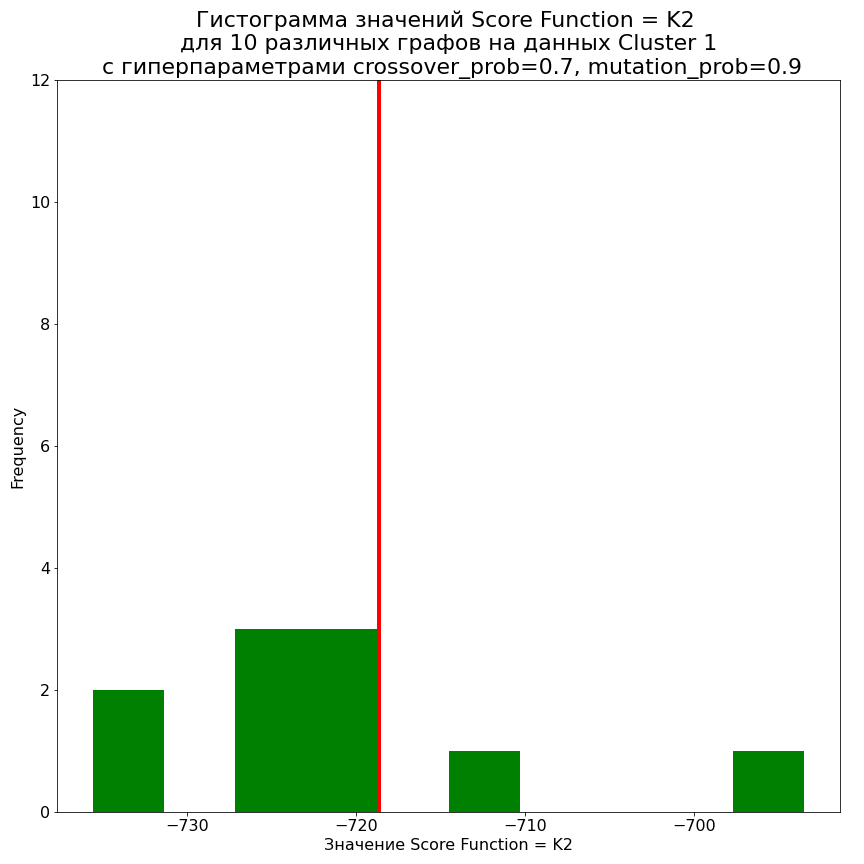 Гистограмма значений Score Function = K2
для 10 различных графов на данных Cluster 1
с гиперпараметрами crossover_prob=0.7, mutation_prob=0.9
12
10
8
6
4
2
0
Frequency
−730
−720
−710
−700
Значение Score Function = K2